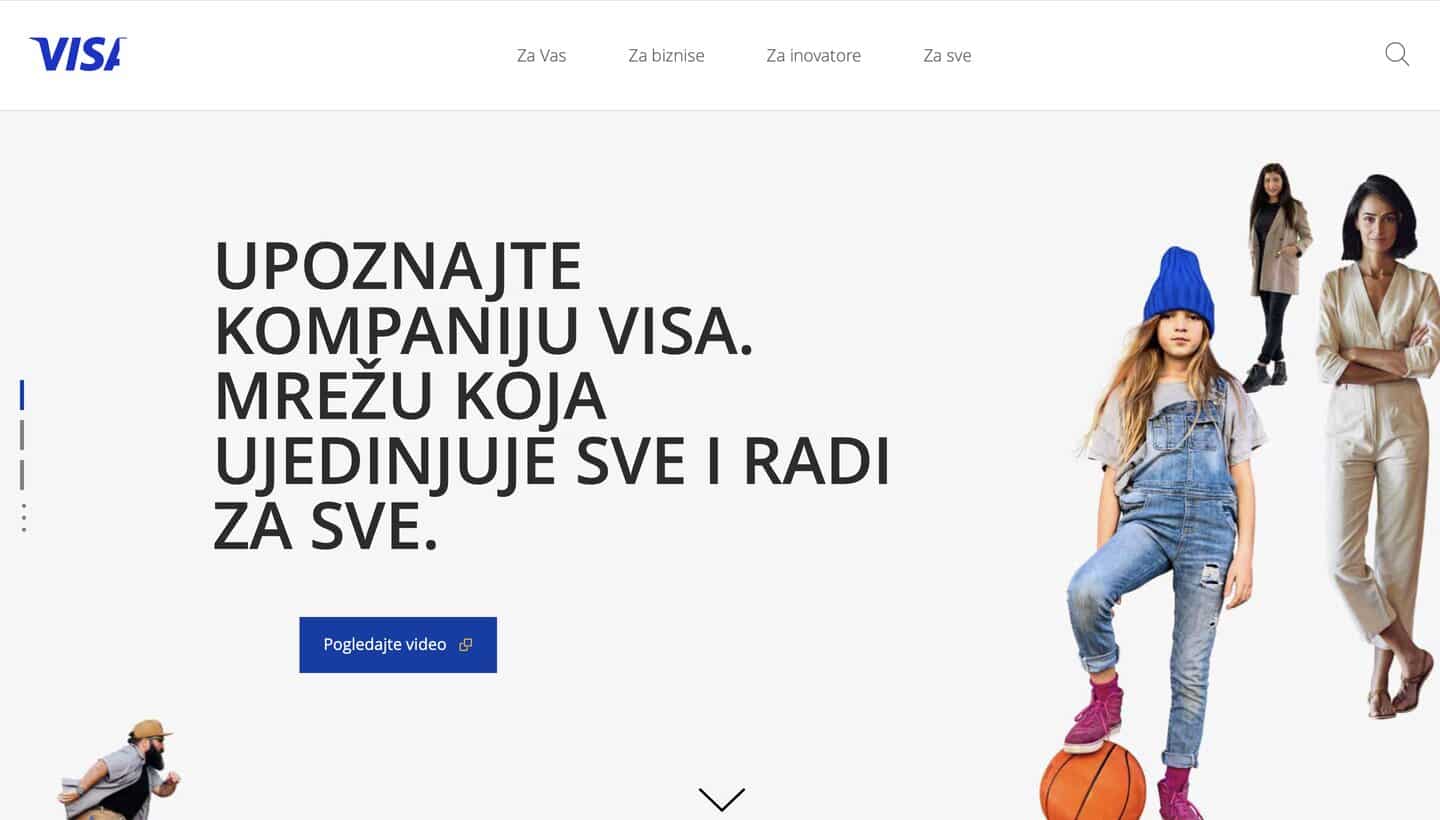 VISA
Za Vas
Za biznise
Za inovatore
Za sve
UPOZNAJTE
KOMPANIJU VISA.
MREŽU KOJA
UJEDINJUJE SVE I RADI
ZA SVE.
Pogledajte video